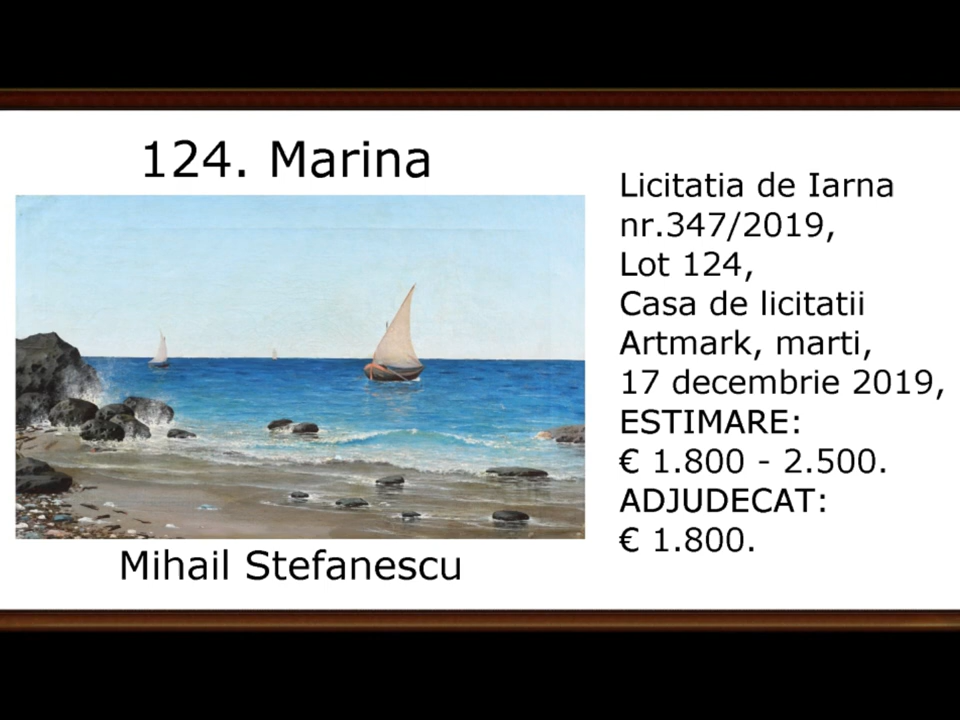 124. Marina
Mihail Stefanescu
Licitatia de Iarna
nr.347/2019,
Lot 124,
Casa de licitatii
Artmark, marti,
17 decembrie 2019,
ESTIMARE:
€ 1.800 - 2.500.
ADJUDECAT:
€ 1.800.